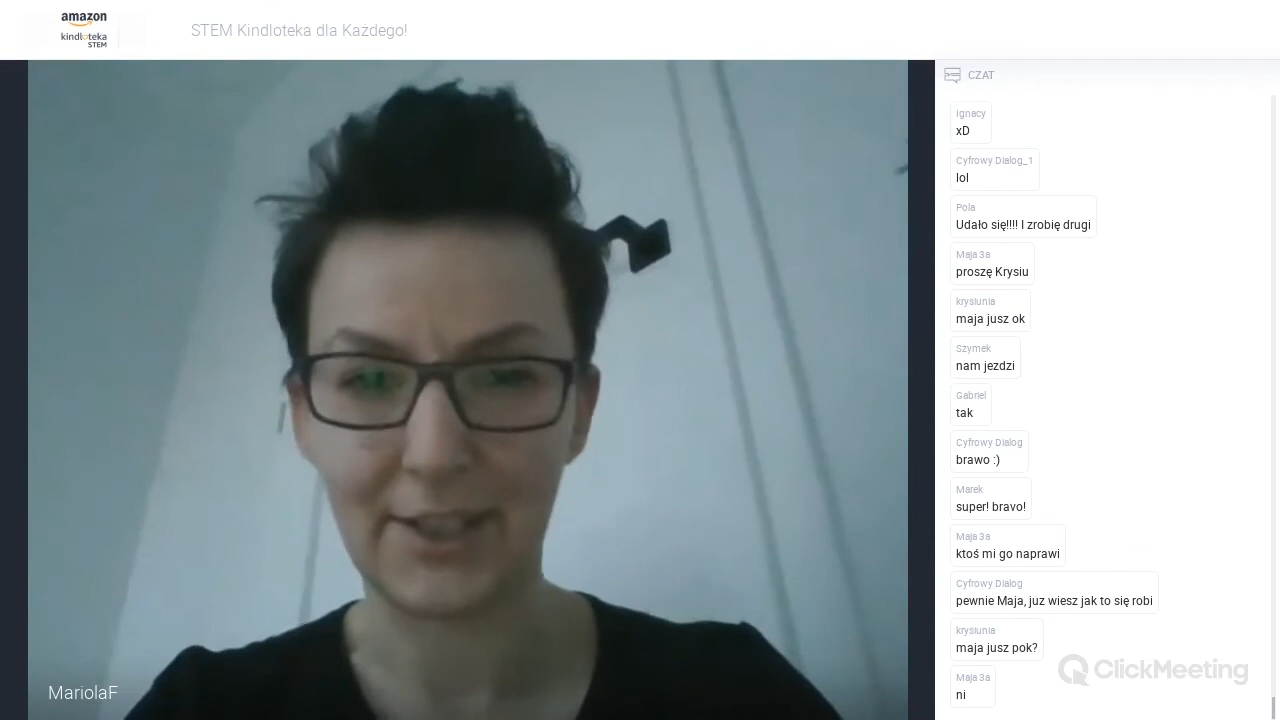 amazon
kindloteka
STEM
STEM Kindloteka dla Każdego!
CZAT
Ignacy
xD
Cyfrowy Dialog_1
lol
Pola
Udało się!!!! I zrobię drugi
Maja 3a
proszę Krysiu
krysiunia
maja jusz ok
Szymek
nam jezdzi
Gabriel
tak
Cyfrowy Dialog
brawo :)
Marek
super! bravo!
Maja 3a
ktoś mi go naprawi
Cyfrowy Dialog
pewnie Maja, juz wiesz jak to się robi
krysiunia
maja jusz pok?
Maja 3a
ni
ClickMeeting
MariolaF